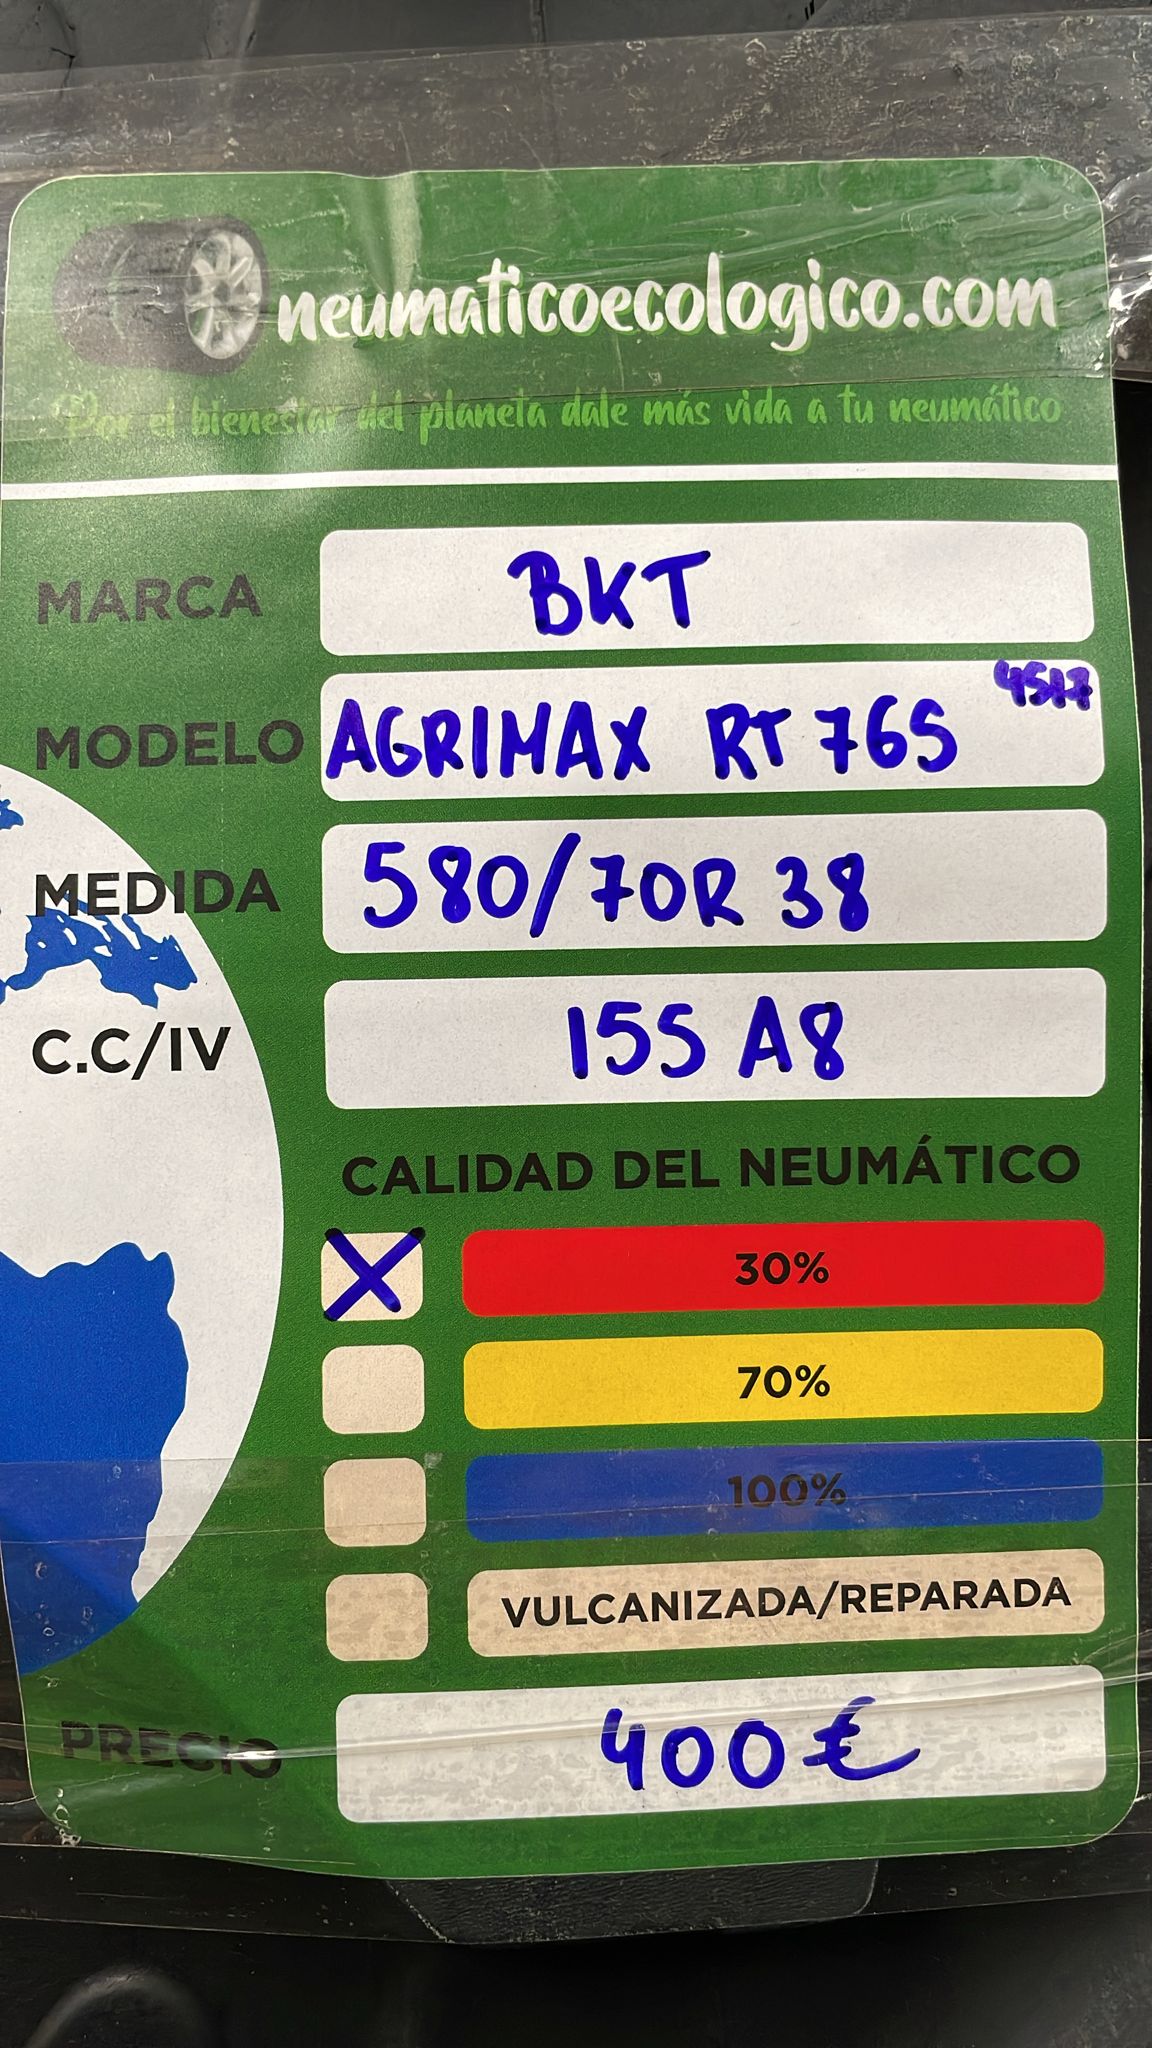 neumaticoecologico.com
Por el bienestar del planeta dale más vida a tu neumático
MARCA BKT
MODELO AGRIMAX RT 765 4517
MEDIDA 580/70R 38
C.C/IV 155 A8
CALIDAD DEL NEUMÁTICO
X 30%
70%
100%
VULCANIZADA/REPARADA
PRECIO 400€